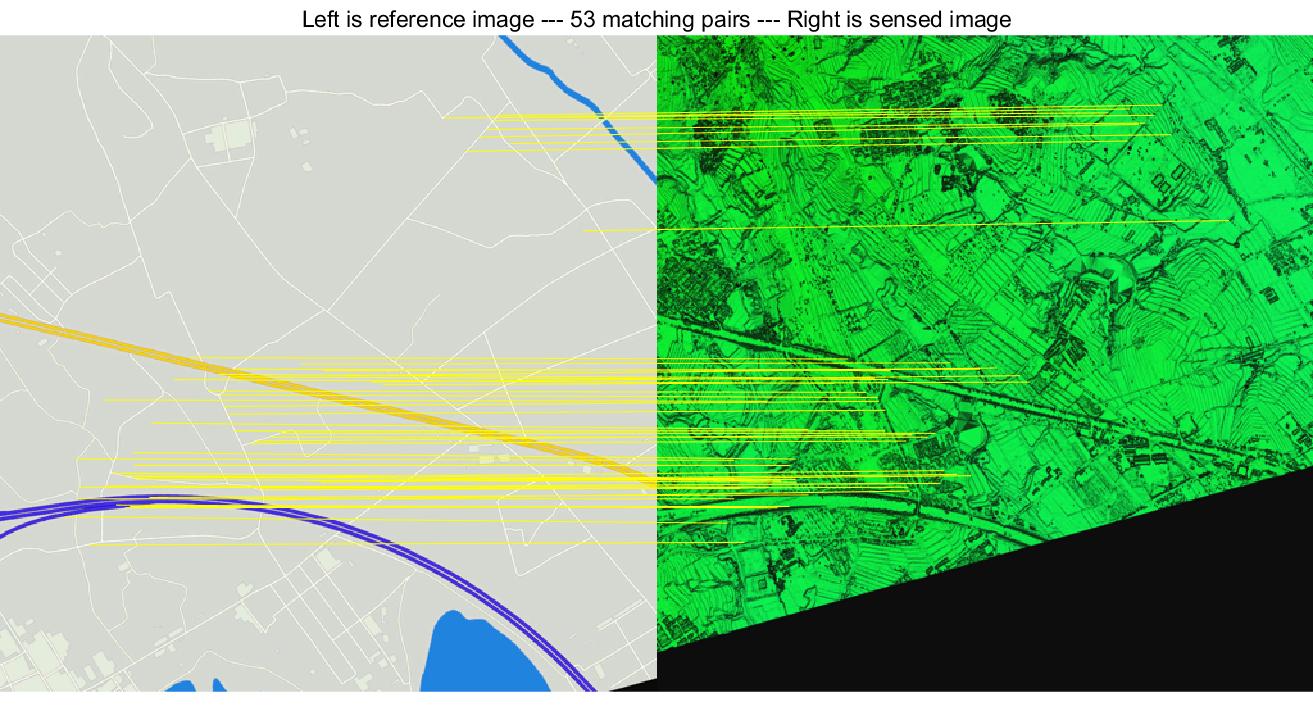 Left is reference image --- 53 matching pairs --- Right is sensed image